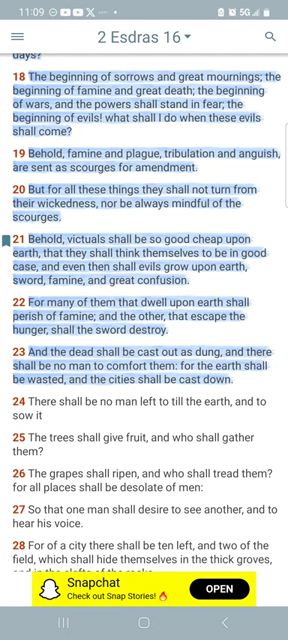 11:09
5G
2 Esdras 16
days?
18 The beginning of sorrows and great mournings; the
beginning of famine and great death; the beginning
of wars, and the powers shall stand in fear; the
beginning of evils! what shall I do when these evils
shall come?
19 Behold, famine and plague, tribulation and anguish,
are sent as scourges for amendment.
20 But for all these things they shall not turn from
their wickedness, nor be always mindful of the
scourges.
21 Behold, victuals shall be so good cheap upon
earth, that they shall think themselves to be in good
case, and even then shall evils grow upon earth,
sword, famine, and great confusion.
22 For many of them that dwell upon earth shall
perish of famine; and the other, that escape the
hunger, shall the sword destroy.
23 And the dead shall be cast out as dung, and there
shall be no man to comfort them: for the earth shall
be wasted, and the cities shall be cast down.
24 There shall be no man left to till the earth, and to
sow it
25 The trees shall give fruit, and who shall gather
them?
26 The grapes shall ripen, and who shall tread them?
for all places shall be desolate of men:
27 So that one man shall desire to see another, and to
hear his voice.
28 For of a city there shall be ten left, and two of the
field, which shall hide themselves in the thick groves,
and in the clefts of the rocks.
Snapchat
Check out Snap Stories! 🔥
OPEN